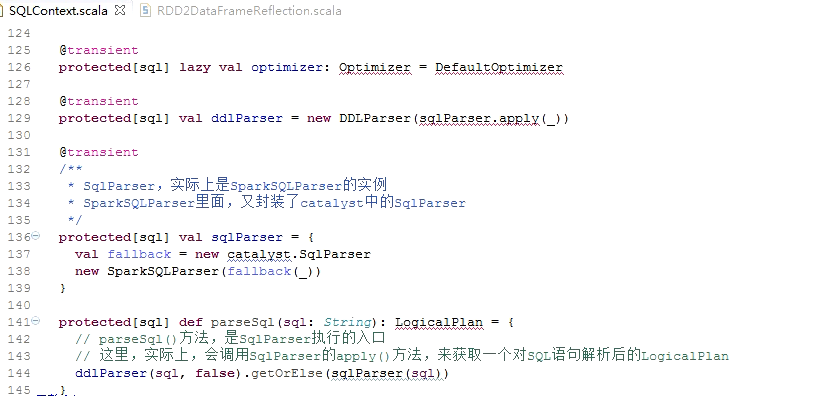 SQLContext.scala RDD2DataFrameReflection.scala
124
125 @transient
126 protected[sql] lazy val optimizer: Optimizer = DefaultOptimizer
127
128 @transient
129 protected[sql] val ddlParser = new DDLParser(sqlParser.apply(_))
130
131 @transient
132 /**
133 * SqlParser，实际上是SparkSQLParser的实例
134 * SparkSQLParser里面，又封装了catalyst中的SqlParser
135 */
136 protected[sql] val sqlParser = {
137 val fallback = new catalyst.SqlParser
138 new SparkSQLParser(fallback(_))
139 }
140
141 protected[sql] def parseSql(sql: String): LogicalPlan = {
142 // parseSql()方法，是SqlParser执行的入口
143 // 这里，实际上，会调用SqlParser的apply()方法，来获取一个对SQL语句解析后的LogicalPlan
144 ddlParser(sql, false).getOrElse(sqlParser(sql))
145 }